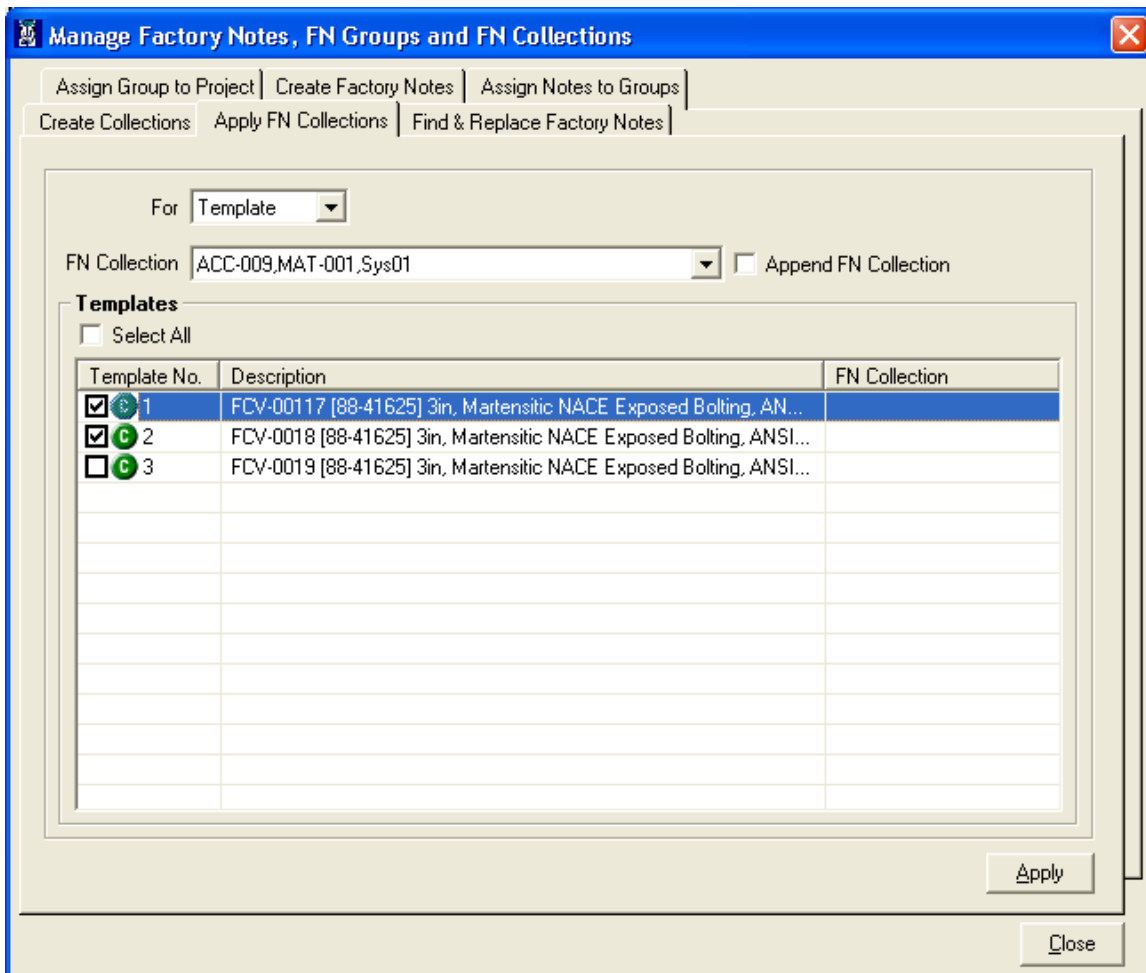 Manage Factory Notes, FN Groups and FN Collections
Assign Group to Project Create Factory Notes Assign Notes to Groups
Create Collections Apply FN Collections Find & Replace Factory Notes
For Template
FN Collection ACC-009,MAT-001,Sys01 Append FN Collection
Templates
Select All
Template No. Description FN Collection
C 1 FCV-00117 [88-41625] 3in, Martensitic NACE Exposed Bolting, AN...
C 2 FCV-0018 [88-41625] 3in, Martensitic NACE Exposed Bolting, ANSI...
C 3 FCV-0019 [88-41625] 3in, Martensitic NACE Exposed Bolting, ANSI...
Apply
Close